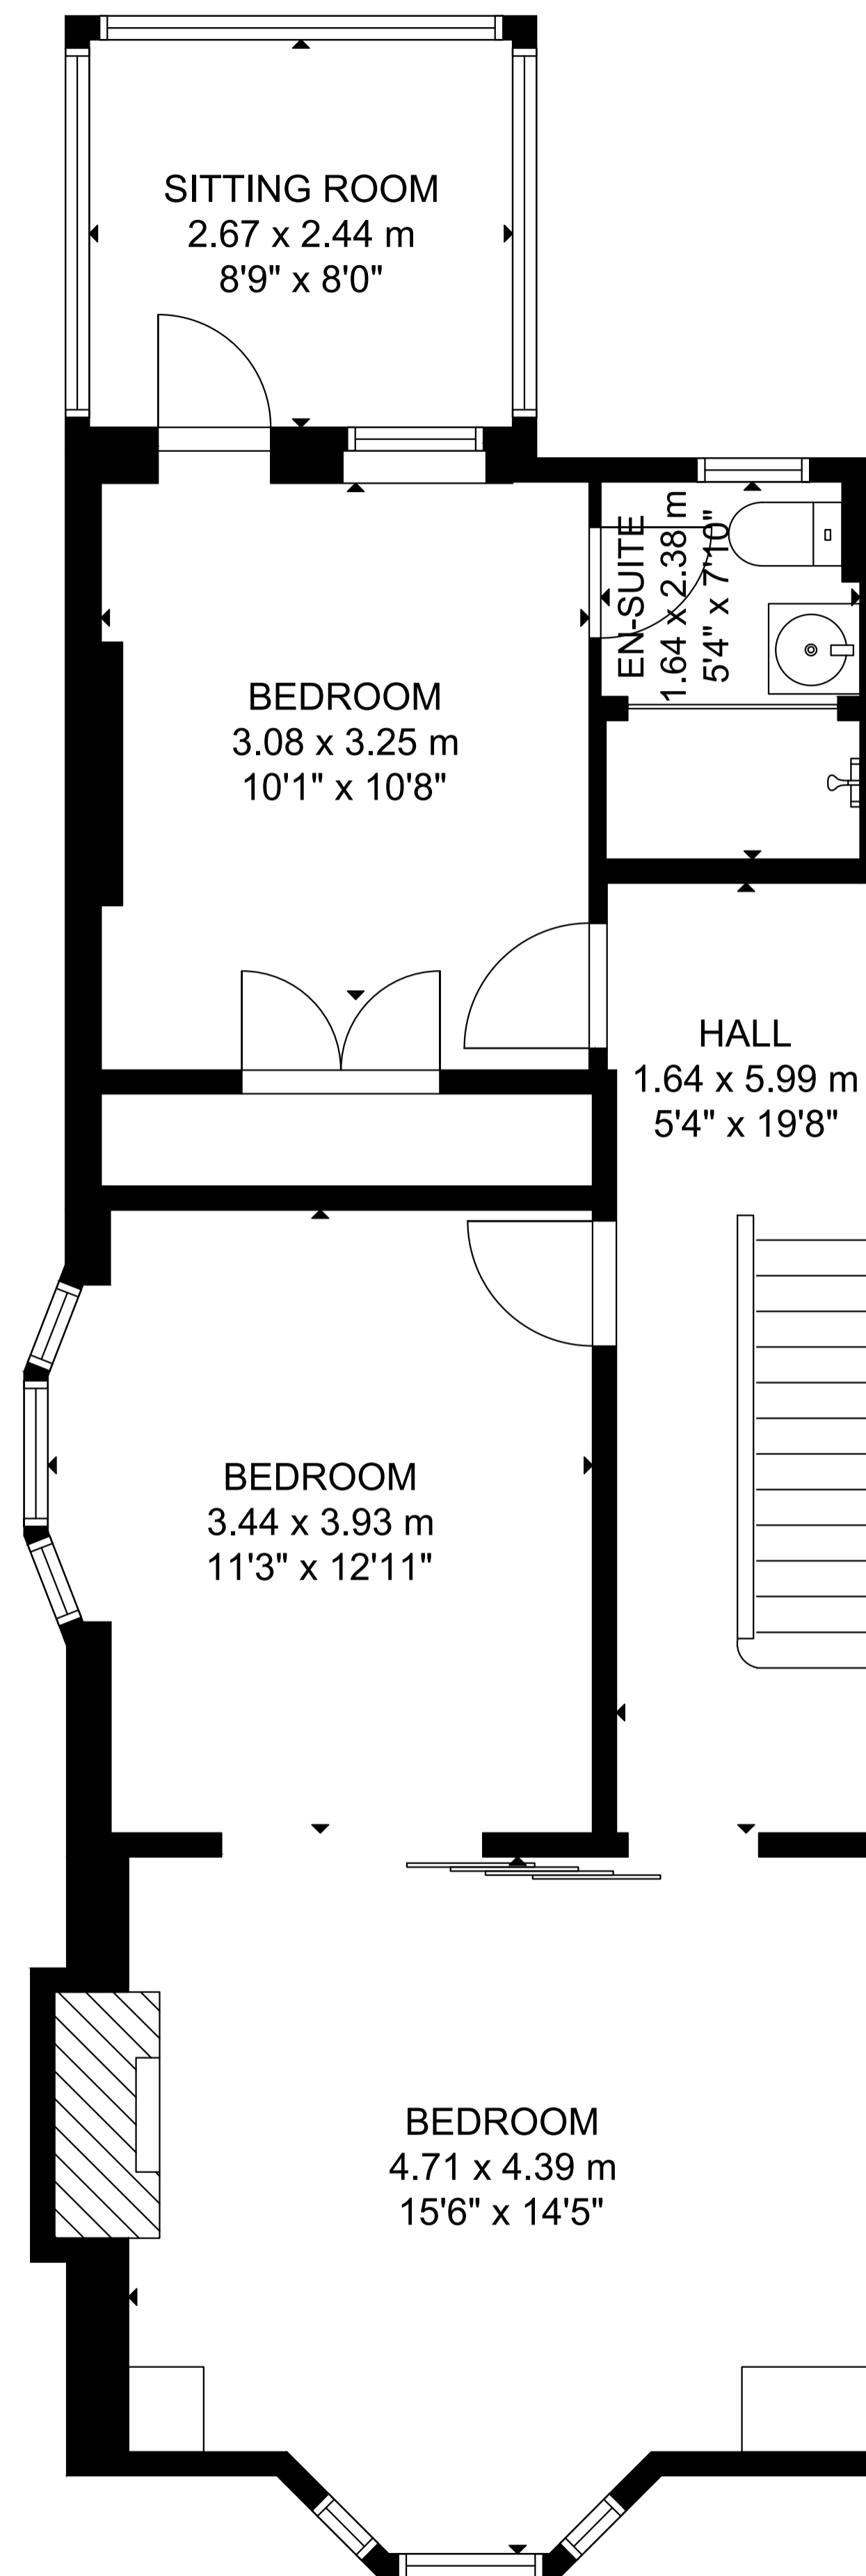 SITTING ROOM
2.67 x 2.44 m
8'9" x 8'0"
EN-SUITE
1.64 x 2.38 m
5'4" x 7'10"
BEDROOM
3.08 x 3.25 m
10'1" x 10'8"
HALL
1.64 x 5.99 m
5'4" x 19'8"
BEDROOM
3.44 x 3.93 m
11'3" x 12'11"
BEDROOM
4.71 x 4.39 m
15'6" x 14'5"